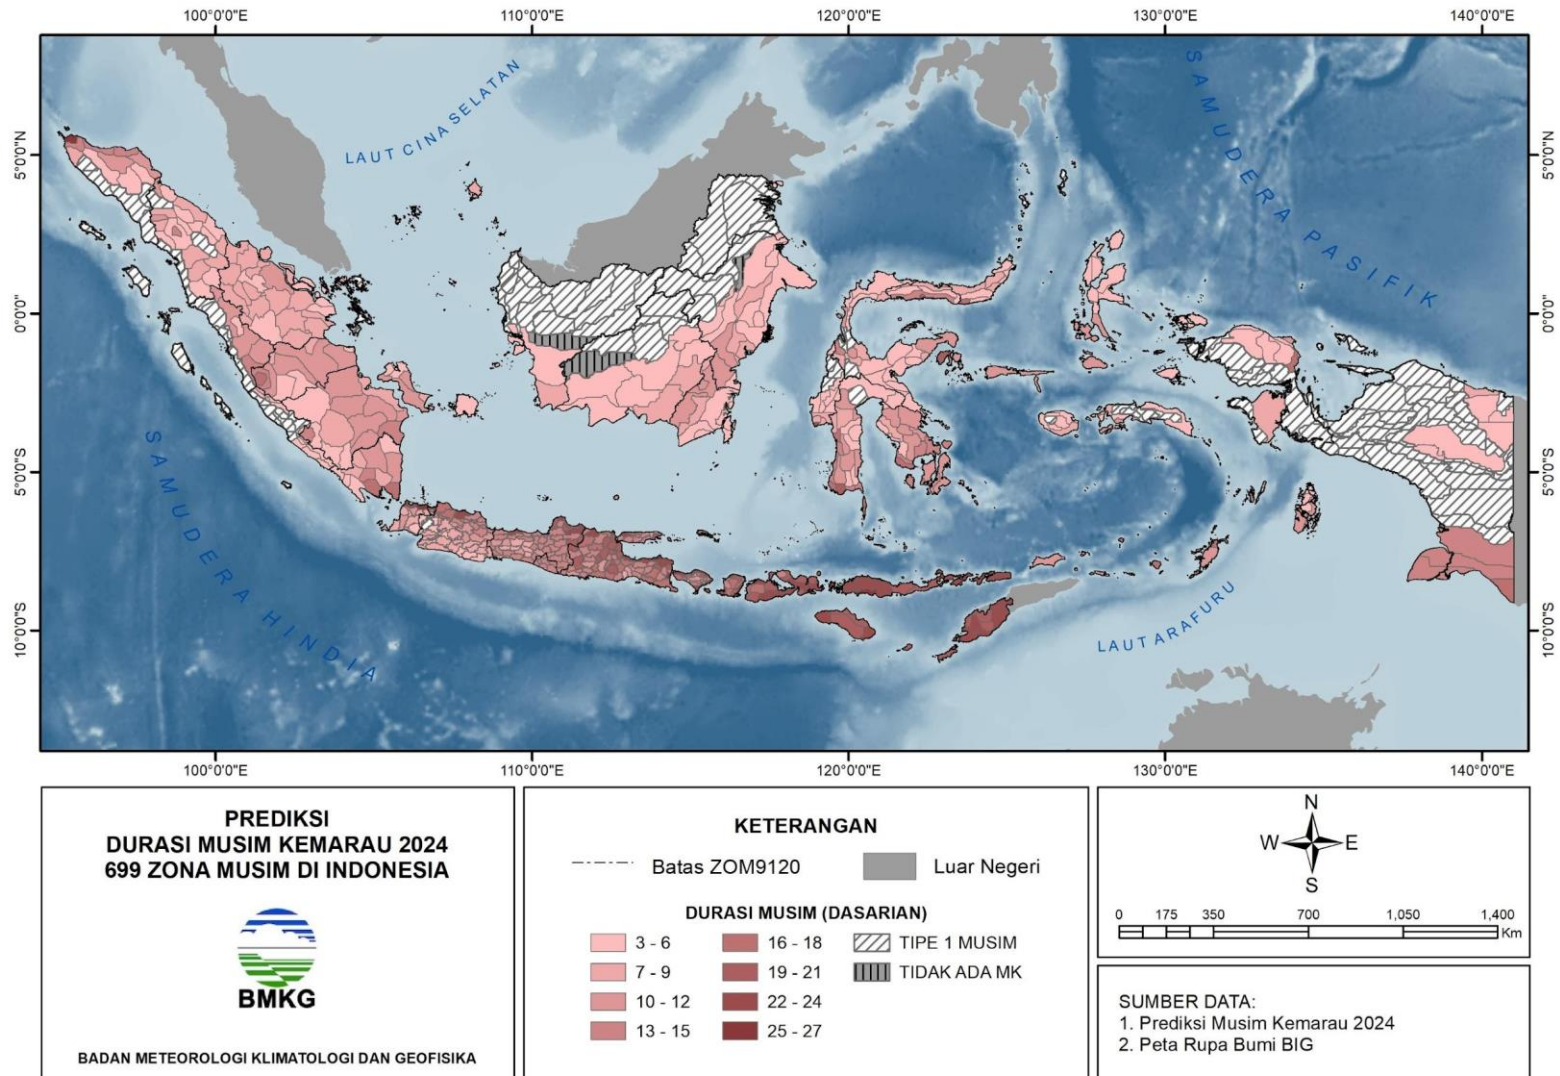 100°0'0"E 110°0'0"E 120°0'0"E 130°0'0"E 140°0'0"E
5°0'0"N
0°0'0"
5°0'0"S
10°0'0"S
5°0'0"N
0°0'0"
5°0'0"S
10°0'0"S
LAUT CINA SELATAN
SAMUDERA PASIFIK
SAMUDERA HINDIA
LAUT ARAFURU
100°0'0"E 110°0'0"E 120°0'0"E 130°0'0"E 140°0'0"E
PREDIKSI
DURASI MUSIM KEMARAU 2024
699 ZONA MUSIM DI INDONESIA
BMKG
BADAN METEOROLOGI KLIMATOLOGI DAN GEOFISIKA
KETERANGAN
Batas ZOM9120 Luar Negeri
DURASI MUSIM (DASARIAN)
3 - 6 16 - 18 TIPE 1 MUSIM
7 - 9 19 - 21 TIDAK ADA MK
10 - 12 22 - 24
13 - 15 25 - 27
N
W E
S
0 175 350 700 1,050 1,400
Km
SUMBER DATA:
1. Prediksi Musim Kemarau 2024
2. Peta Rupa Bumi BIG